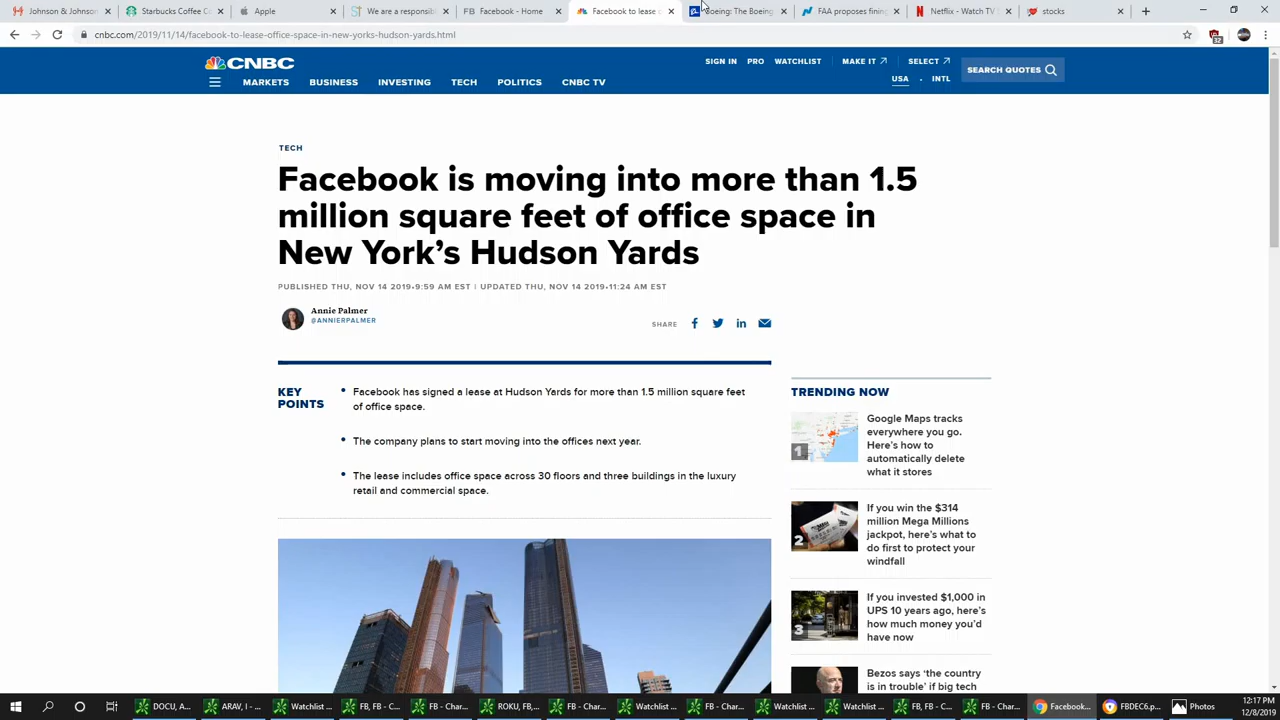 Johnson & Johnson
Starbucks Coffee C
Apple
We are a responsib
Facebook - Home
Facebook to lease
Boeing: The Boeing
FAA proposes fining
Netflix - Watch TV
stocks
cnbc.com/2019/11/14/facebook-to-lease-office-space-in-new-yorks-hudson-yards.html
32
CNBC
SIGN IN PRO WATCHLIST MAKE IT SELECT
USA · INTL
SEARCH QUOTES
MARKETS BUSINESS INVESTING TECH POLITICS CNBC TV
TECH
Facebook is moving into more than 1.5
million square feet of office space in
New York’s Hudson Yards
PUBLISHED THU, NOV 14 2019•9:59 AM EST | UPDATED THU, NOV 14 2019•11:24 AM EST
Annie Palmer
@ANNIERPALMER
SHARE
KEY
POINTS
Facebook has signed a lease at Hudson Yards for more than 1.5 million square feet
of office space.
The company plans to start moving into the offices next year.
The lease includes office space across 30 floors and three buildings in the luxury
retail and commercial space.
TRENDING NOW
1
Google Maps tracks
everywhere you go.
Here’s how to
automatically delete
what it stores
2
If you win the $314
million Mega Millions
jackpot, here’s what to
do first to protect your
windfall
3
If you invested $1,000 in
UPS 10 years ago, here’s
how much money you’d
have now
Bezos says ‘the country
is in trouble’ if big tech
DOCU, A...
ARAV, I - ...
Watchlist ...
FB, FB, - C...
FB - Char...
ROKU, FB,...
FB - Char...
Watchlist ...
FB - Char...
Watchlist ...
Watchlist ...
FB, FB, - C...
FB - Char...
Facebook...
FBDEC6.p...
Photos
12:17 PM
12/8/2019